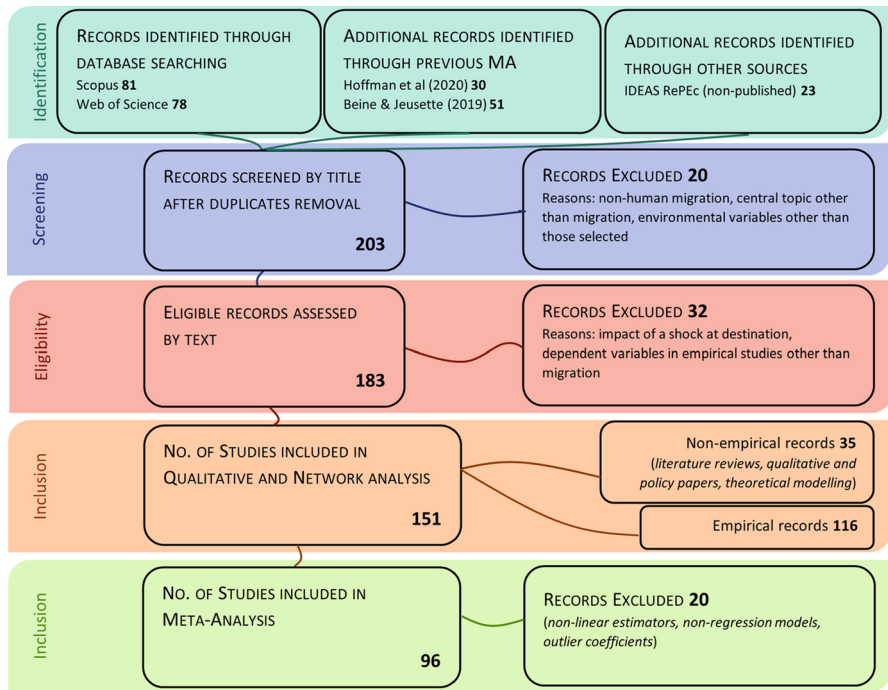 Identification
RECORDS IDENTIFIED THROUGH
DATABASE SEARCHING
Scopus 81
Web of Science 78
ADDITIONAL RECORDS IDENTIFIED
THROUGH PREVIOUS MA
Hoffman et al (2020) 30
Beine & Jeusette (2019) 51
ADDITIONAL RECORDS IDENTIFIED
THROUGH OTHER SOURCES
IDEAS RePEc (non-published) 23
Screening
RECORDS SCREENED BY TITLE
AFTER DUPLICATES REMOVAL
203
RECORDS EXCLUDED 20
Reasons: non-human migration, central topic other
than migration, environmental variables other than
those selected
Eligibility
ELIGIBLE RECORDS ASSESSED
BY TEXT
183
RECORDS EXCLUDED 32
Reasons: impact of a shock at destination,
dependent variables in empirical studies other than
migration
Inclusion
NO. OF STUDIES INCLUDED IN
QUALITATIVE AND NETWORK ANALYSIS
151
Non-empirical records 35
(literature reviews, qualitative and
policy papers, theoretical modelling)
Empirical records 116
Inclusion
NO. OF STUDIES INCLUDED IN
META-ANALYSIS
96
RECORDS EXCLUDED 20
(non-linear estimators, non-regression models,
outlier coefficients)